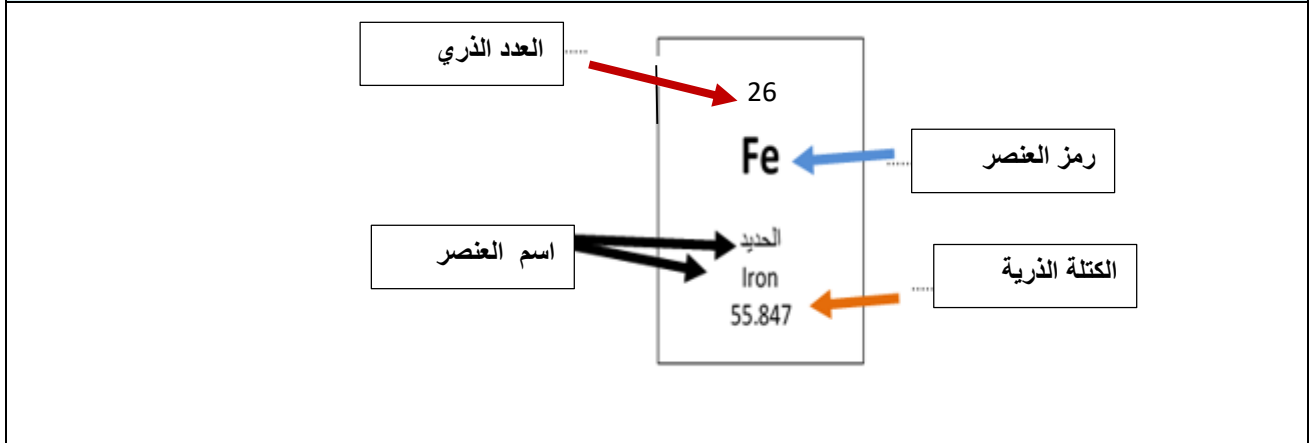 العدد الذري
26
Fe
رمز العنصر
اسم العنصر
الحديد
Iron
55.847
الكتلة الذرية